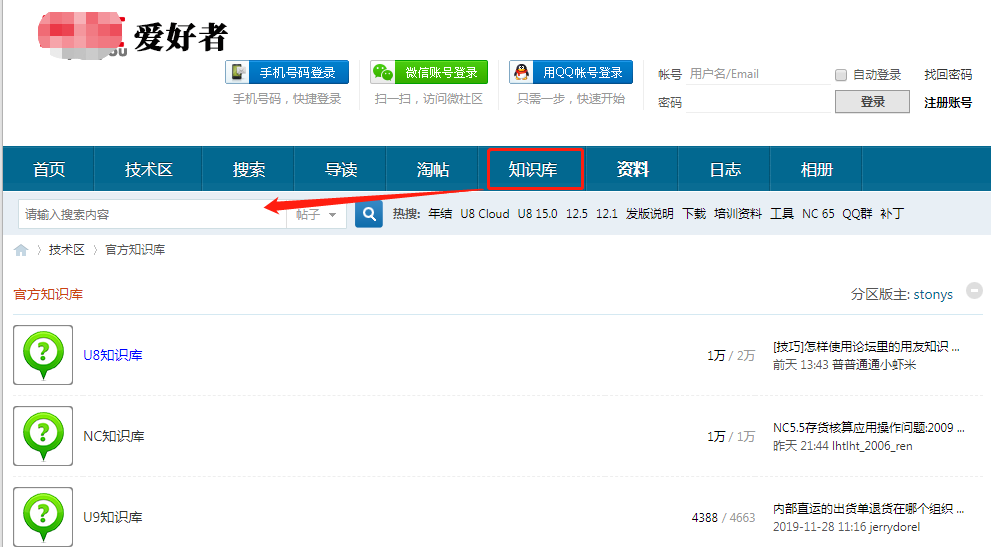 爱好者
手机号码登录 微信账号登录 用QQ帐号登录 帐号 用户名/Email 自动登录 找回密码
手机号码，快捷登录 扫一扫，访问微社区 只需一步，快速开始 密码 登录 注册账号
首页 技术区 搜索 导读 淘帖 知识库 资料 日志 相册
请输入搜索内容 帖子 热搜: 年结 U8 Cloud U8 15.0 12.5 12.1 发版说明 下载 培训资料 工具 NC 65 QQ群 补丁
技术区 官方知识库
官方知识库 分区版主: stonys
[技巧]怎样使用论坛里的用友知识 ...
U8知识库 1万 / 2万
前天 13:43 普普通通小虾米
NC5.5存货核算应用操作问题:2009 ...
NC知识库 1万 / 1万
昨天 21:44 lhtlht_2006_ren
内部直运的出货单退货在哪个组织 ...
U9知识库 4388 / 4663
2019-11-28 11:16 jerrydorel